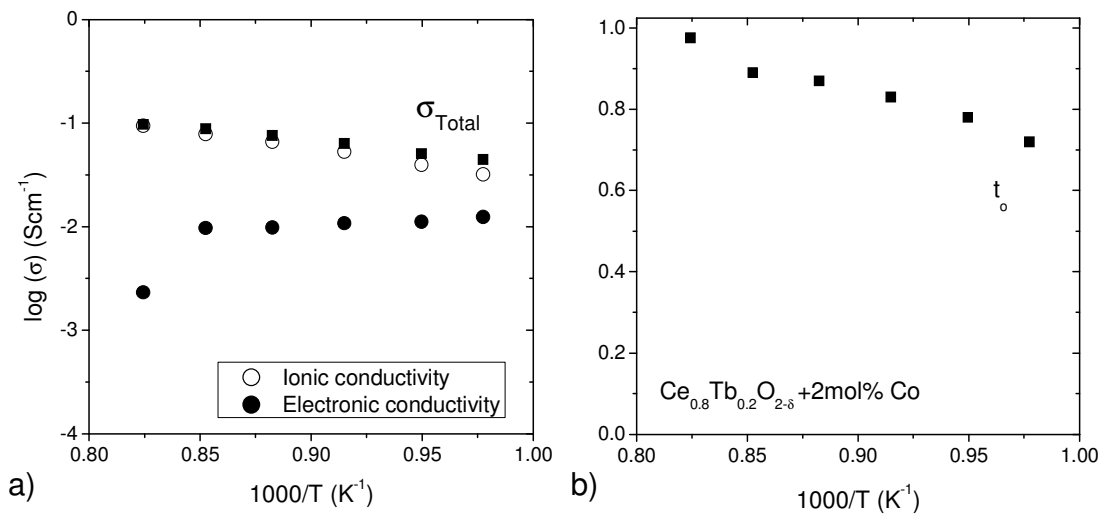 0
-1
-2
-3
-4
log (σ) (Scm⁻¹)
σTotal
Ionic conductivity
Electronic conductivity
0.80 0.85 0.90 0.95 1.00
1000/T (K⁻¹)
a)
1.0
0.8
0.6
0.4
0.2
0.0
tₒ
Ce0.8Tb0.2O2-δ +2mol% Co
0.80 0.85 0.90 0.95 1.00
1000/T (K⁻¹)
b)